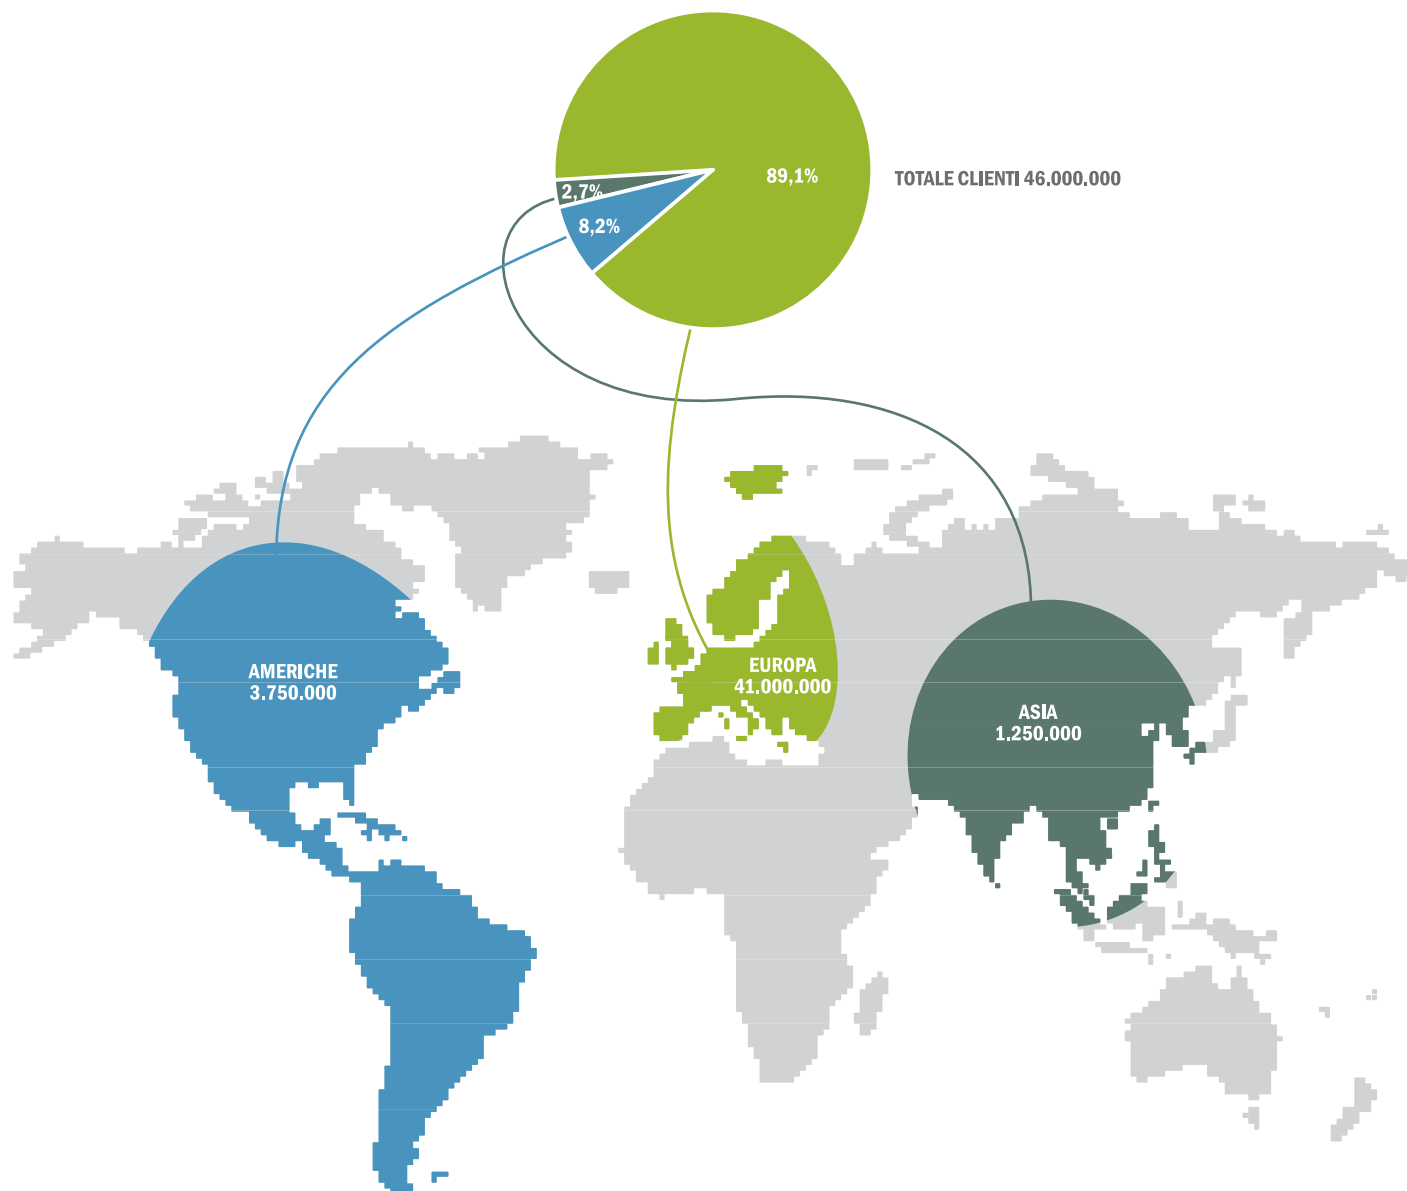 89,1%
TOTALE CLIENTI 46.000.000
2,7%
8,2%
AMERICHE
3.750.000
EUROPA
41.000.000
ASIA
1.250.000